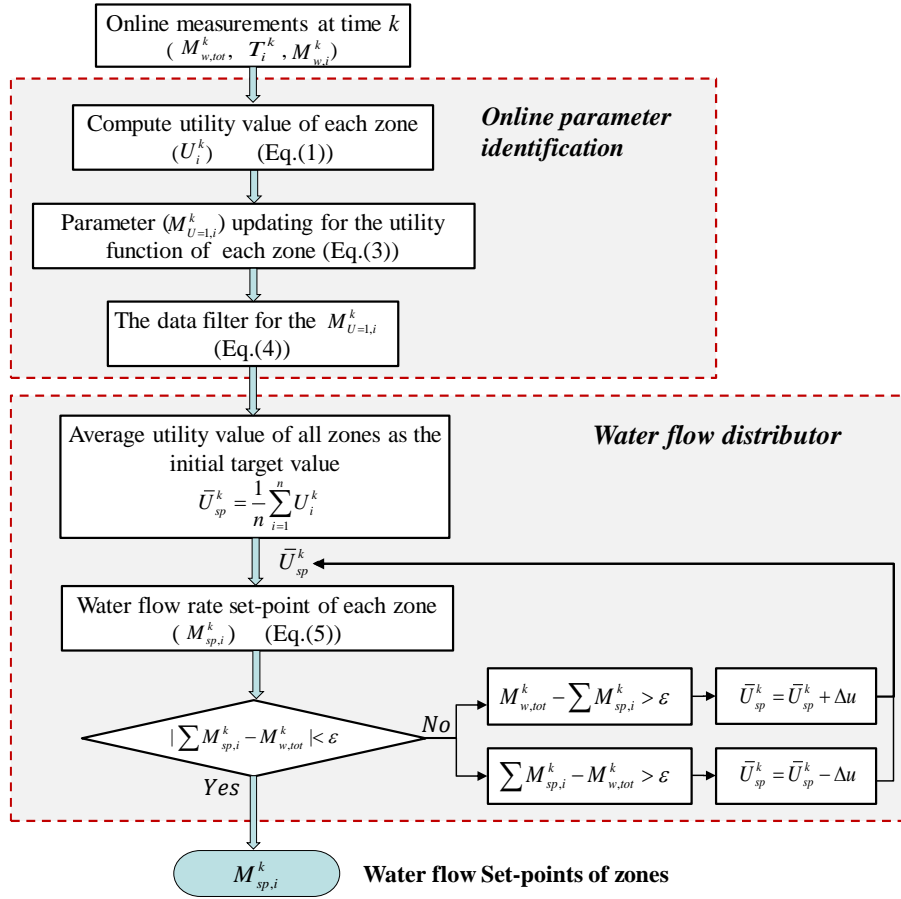 Online measurements at time k
( M^k_{w,tot}, T_i^k, M^k_{w,i})
Online parameter
identification
Compute utility value of each zone
(U_i^k) (Eq.(1))
Parameter (M^k_{U=1,i}) updating for the utility
function of each zone (Eq.(3))
The data filter for the M^k_{U=1,i}
(Eq.(4))
Water flow distributor
Average utility value of all zones as the
initial target value
Ū^k_{sp} = 1/n ∑_{i=1}^{n} U_i^k
Ū^k_{sp}
Water flow rate set-point of each zone
( M^k_{sp,i}) (Eq.(5))
|∑ M^k_{sp,i} − M^k_{w,tot}| < ε
No
M^k_{w,tot} − ∑ M^k_{sp,i} > ε
Ū^k_{sp} = Ū^k_{sp} + Δu
∑ M^k_{sp,i} − M^k_{w,tot} > ε
Ū^k_{sp} = Ū^k_{sp} − Δu
Yes
M^k_{sp,i}
Water flow Set-points of zones